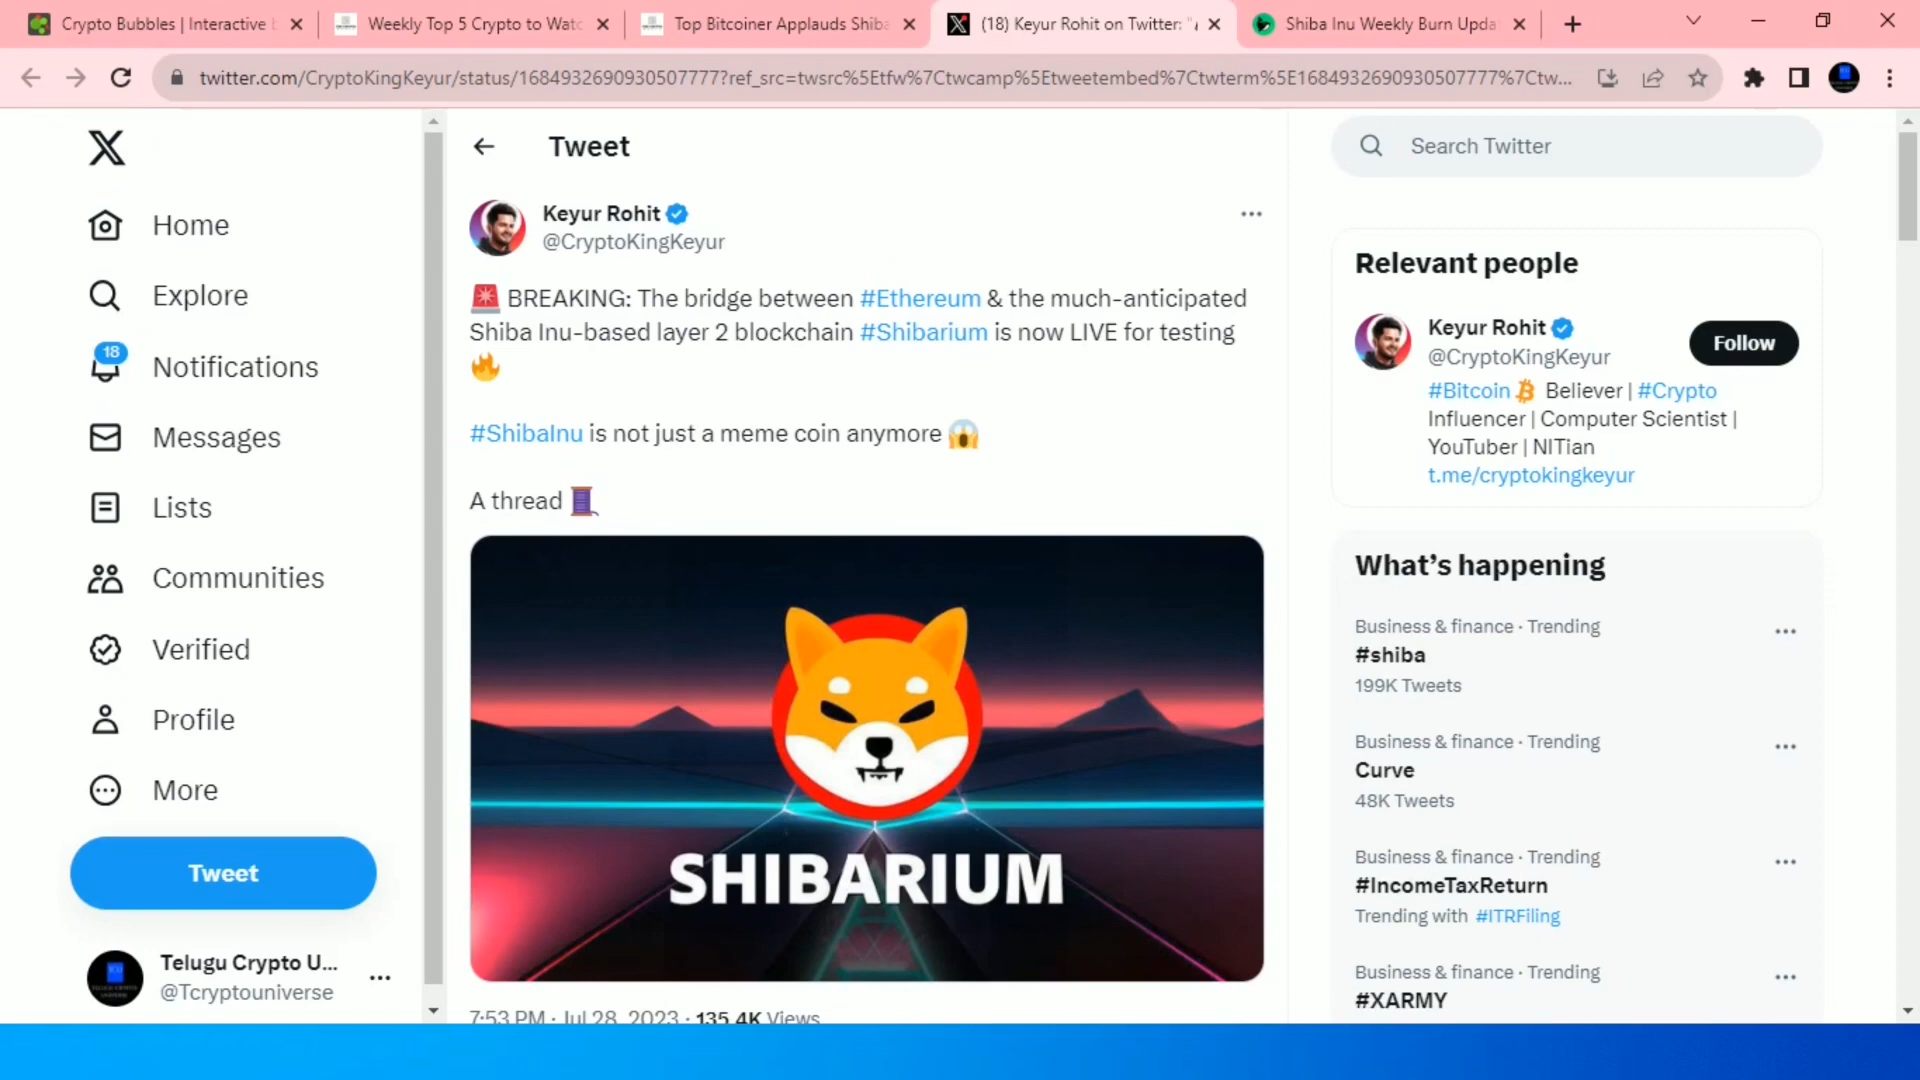 Crypto Bubbles | Interactive b
Weekly Top 5 Crypto to Watc
Top Bitcoiner Applauds Shiba
(18) Keyur Rohit on Twitter: "
Shiba Inu Weekly Burn Upda
twitter.com/CryptoKingKeyur/status/1684932690930507777?ref_src=twsrc%5Etfw%7Ctwcamp%5Etweetembed%7Ctwterm%5E1684932690930507777%7Ctw...
Home
Explore
18
Notifications
Messages
Lists
Communities
Verified
Profile
More
Tweet
Telugu Crypto U...
@Tcryptouniverse
Tweet
Keyur Rohit
@CryptoKingKeyur
🚨 BREAKING: The bridge between #Ethereum & the much-anticipated
Shiba Inu-based layer 2 blockchain #Shibarium is now LIVE for testing
🔥
#ShibaInu is not just a meme coin anymore 😱
A thread 🧵
SHIBARIUM
7:53 PM · Jul 28, 2023 · 135.4K Views
Search Twitter
Relevant people
Keyur Rohit
@CryptoKingKeyur
Follow
#Bitcoin Believer | #Crypto
Influencer | Computer Scientist |
YouTuber | NITian
t.me/cryptokingkeyur
What's happening
Business & finance · Trending
#shiba
199K Tweets
Business & finance · Trending
Curve
48K Tweets
Business & finance · Trending
#IncomeTaxReturn
Trending with #ITRFiling
Business & finance · Trending
#XARMY